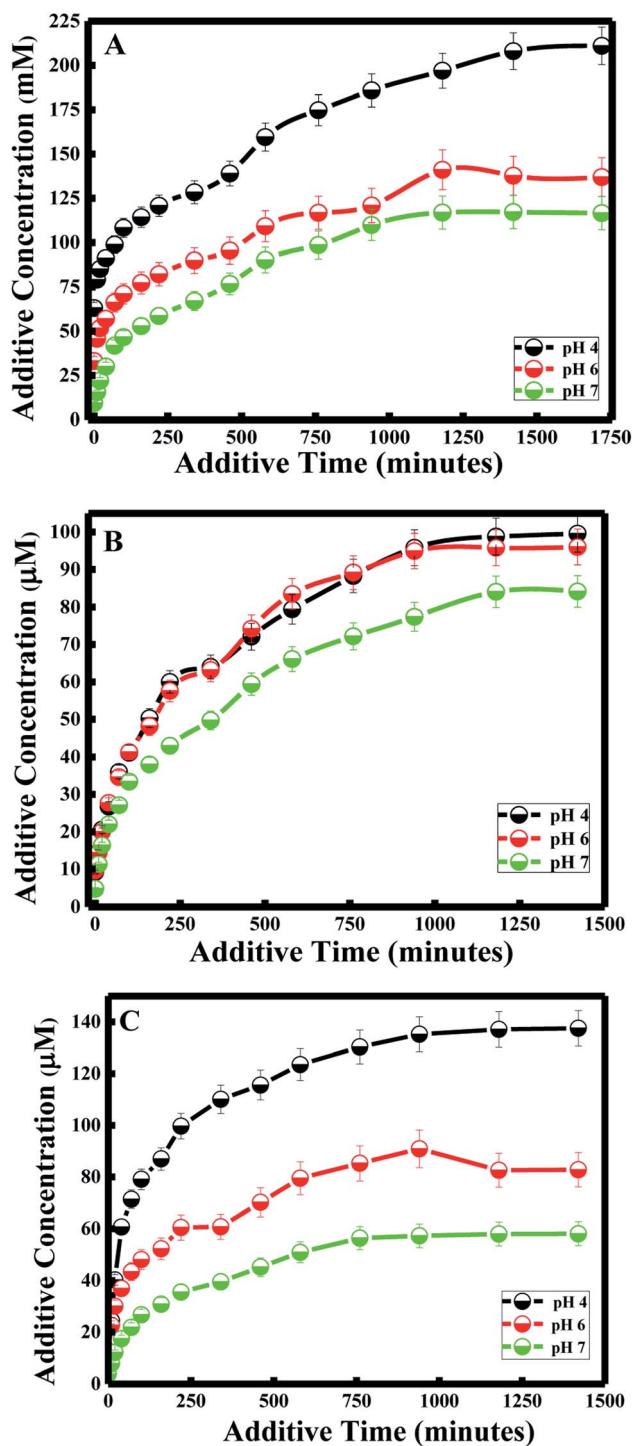 A
Additive Concentration (mM)
225
200
175
150
125
100
75
50
25
0
pH 4
pH 6
pH 7
0 250 500 750 1000 1250 1500 1750
Additive Time (minutes)
B
Additive Concentration (μM)
100
90
80
70
60
50
40
30
20
10
0
pH 4
pH 6
pH 7
250 500 750 1000 1250 1500
Additive Time (minutes)
C
Additive Concentration (μM)
140
120
100
80
60
40
20
0
pH 4
pH 6
pH 7
0 250 500 750 1000 1250 1500
Additive Time (minutes)